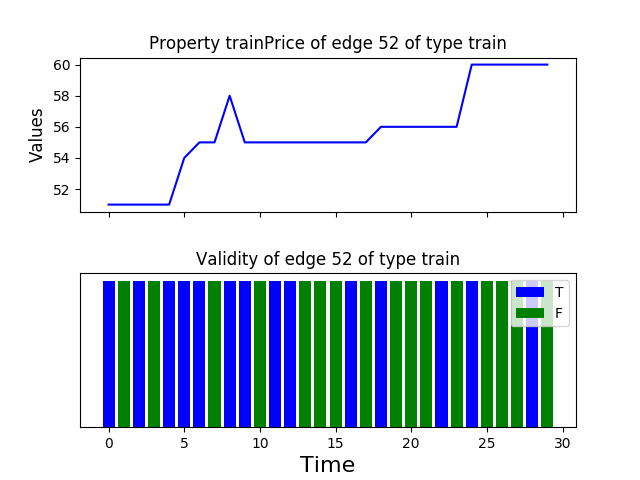 Property trainPrice of edge 52 of type train
60
58
56
54
52
Values
Validity of edge 52 of type train
T
F
0 5 10 15 20 25 30
Time